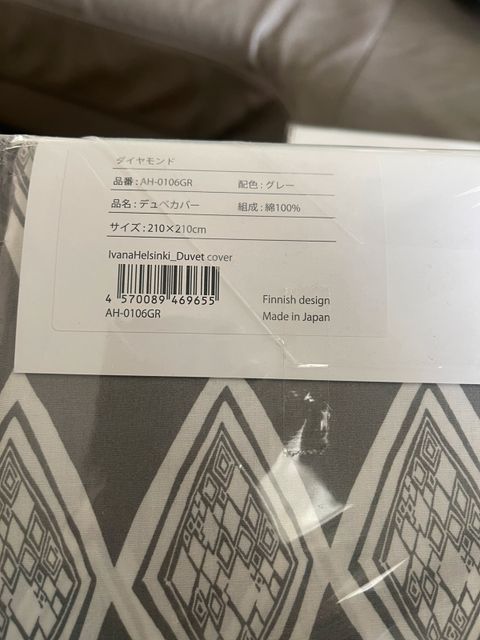 ダイヤモンド
品番 : AH-0106GR 配色 : グレー
品名 : デュベカバー 組成 : 綿100%
サイズ : 210×210cm
IvanaHelsinki_Duvet cover
4 570089 469655
AH-0106GR
Finnish design
Made in Japan